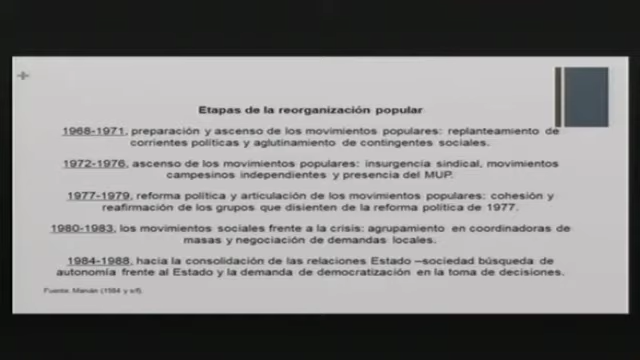 Etapas de la reorganización popular
1968-1971, preparación y ascenso de los movimientos populares: replanteamiento de
corrientes políticas y aglutinamiento de contingentes sociales.
1972-1976, ascenso de los movimientos populares: insurgencia sindical, movimientos
campesinos independientes y presencia del MUP.
1977-1979, reforma política y articulación de los movimientos populares: cohesión y
reafirmación de los grupos que disienten de la reforma política de 1977.
1980-1983, los movimientos sociales frente a la crisis: agrupamiento en coordinadoras de
masas y negociación de demandas locales.
1984-1988, hacia la consolidación de las relaciones Estado –sociedad búsqueda de
autonomía frente al Estado y la demanda de democratización en la toma de decisiones.
Fuente: (1984 y s/f).